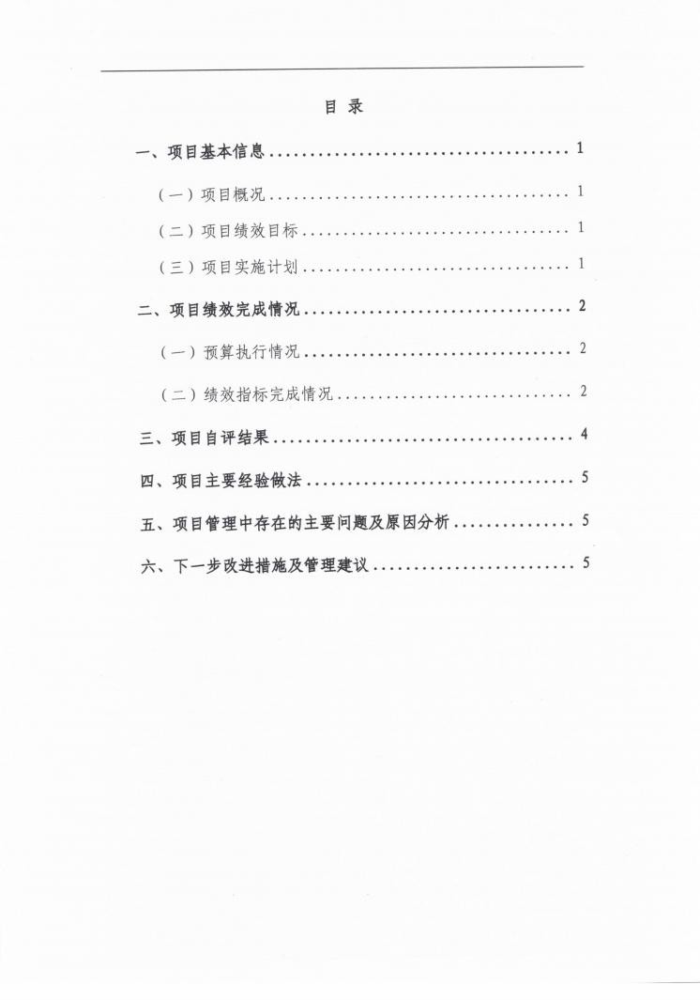 目 录
一、项目基本信息..................................... 1
（一）项目概况..................................... 1
（二）项目绩效目标................................. 1
（三）项目实施计划................................. 1
二、项目绩效完成情况................................. 2
（一）预算执行情况................................. 2
（二）绩效指标完成情况............................. 2
三、项目自评结果..................................... 4
四、项目主要经验做法................................. 5
五、项目管理中存在的主要问题及原因分析............... 5
六、下一步改进措施及管理建议......................... 5